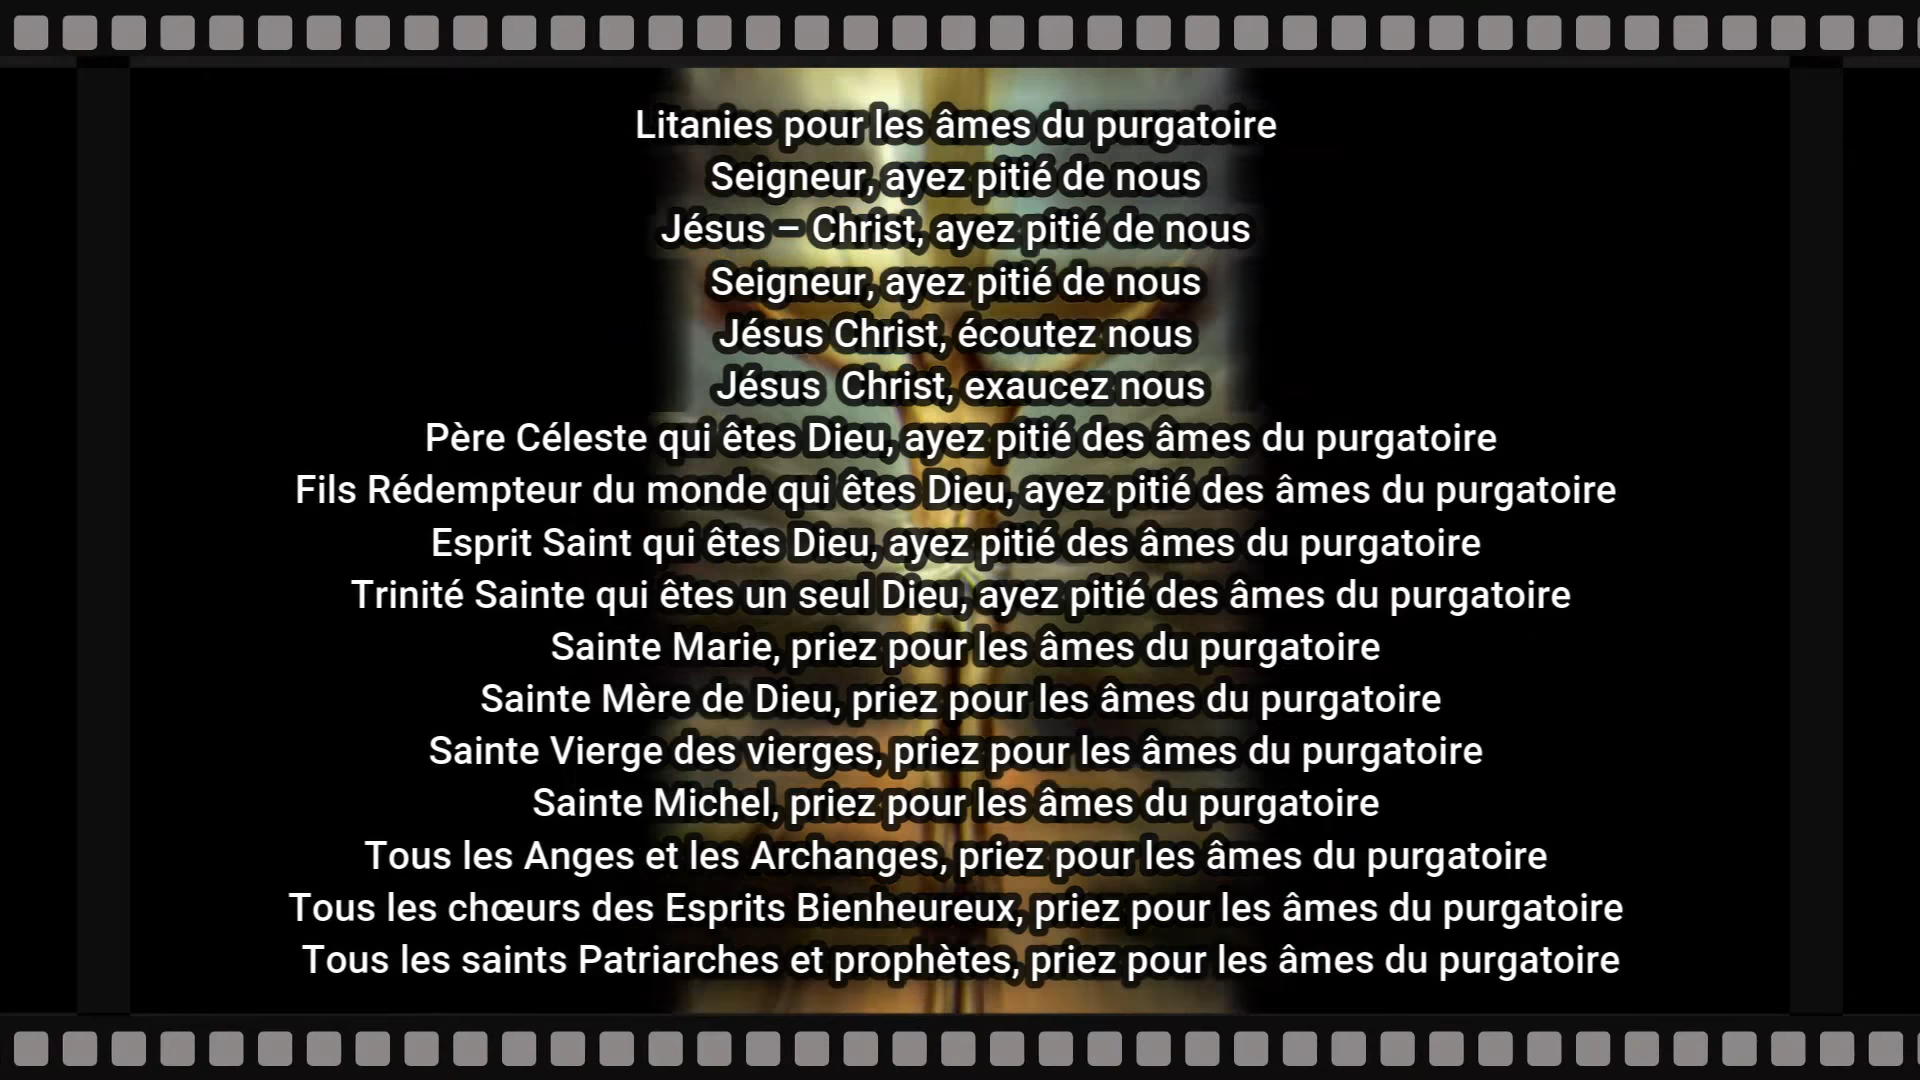 Litanies pour les âmes du purgatoire
Seigneur, ayez pitié de nous
Jésus – Christ, ayez pitié de nous
Seigneur, ayez pitié de nous
Jésus Christ, écoutez nous
Jésus  Christ, exaucez nous
Père Céleste qui êtes Dieu, ayez pitié des âmes du purgatoire
Fils Rédempteur du monde qui êtes Dieu, ayez pitié des âmes du purgatoire
Esprit Saint qui êtes Dieu, ayez pitié des âmes du purgatoire
Trinité Sainte qui êtes un seul Dieu, ayez pitié des âmes du purgatoire
Sainte Marie, priez pour les âmes du purgatoire
Sainte Mère de Dieu, priez pour les âmes du purgatoire
Sainte Vierge des vierges, priez pour les âmes du purgatoire
Sainte Michel, priez pour les âmes du purgatoire
Tous les Anges et les Archanges, priez pour les âmes du purgatoire
Tous les chœurs des Esprits Bienheureux, priez pour les âmes du purgatoire
Tous les saints Patriarches et prophètes, priez pour les âmes du purgatoire